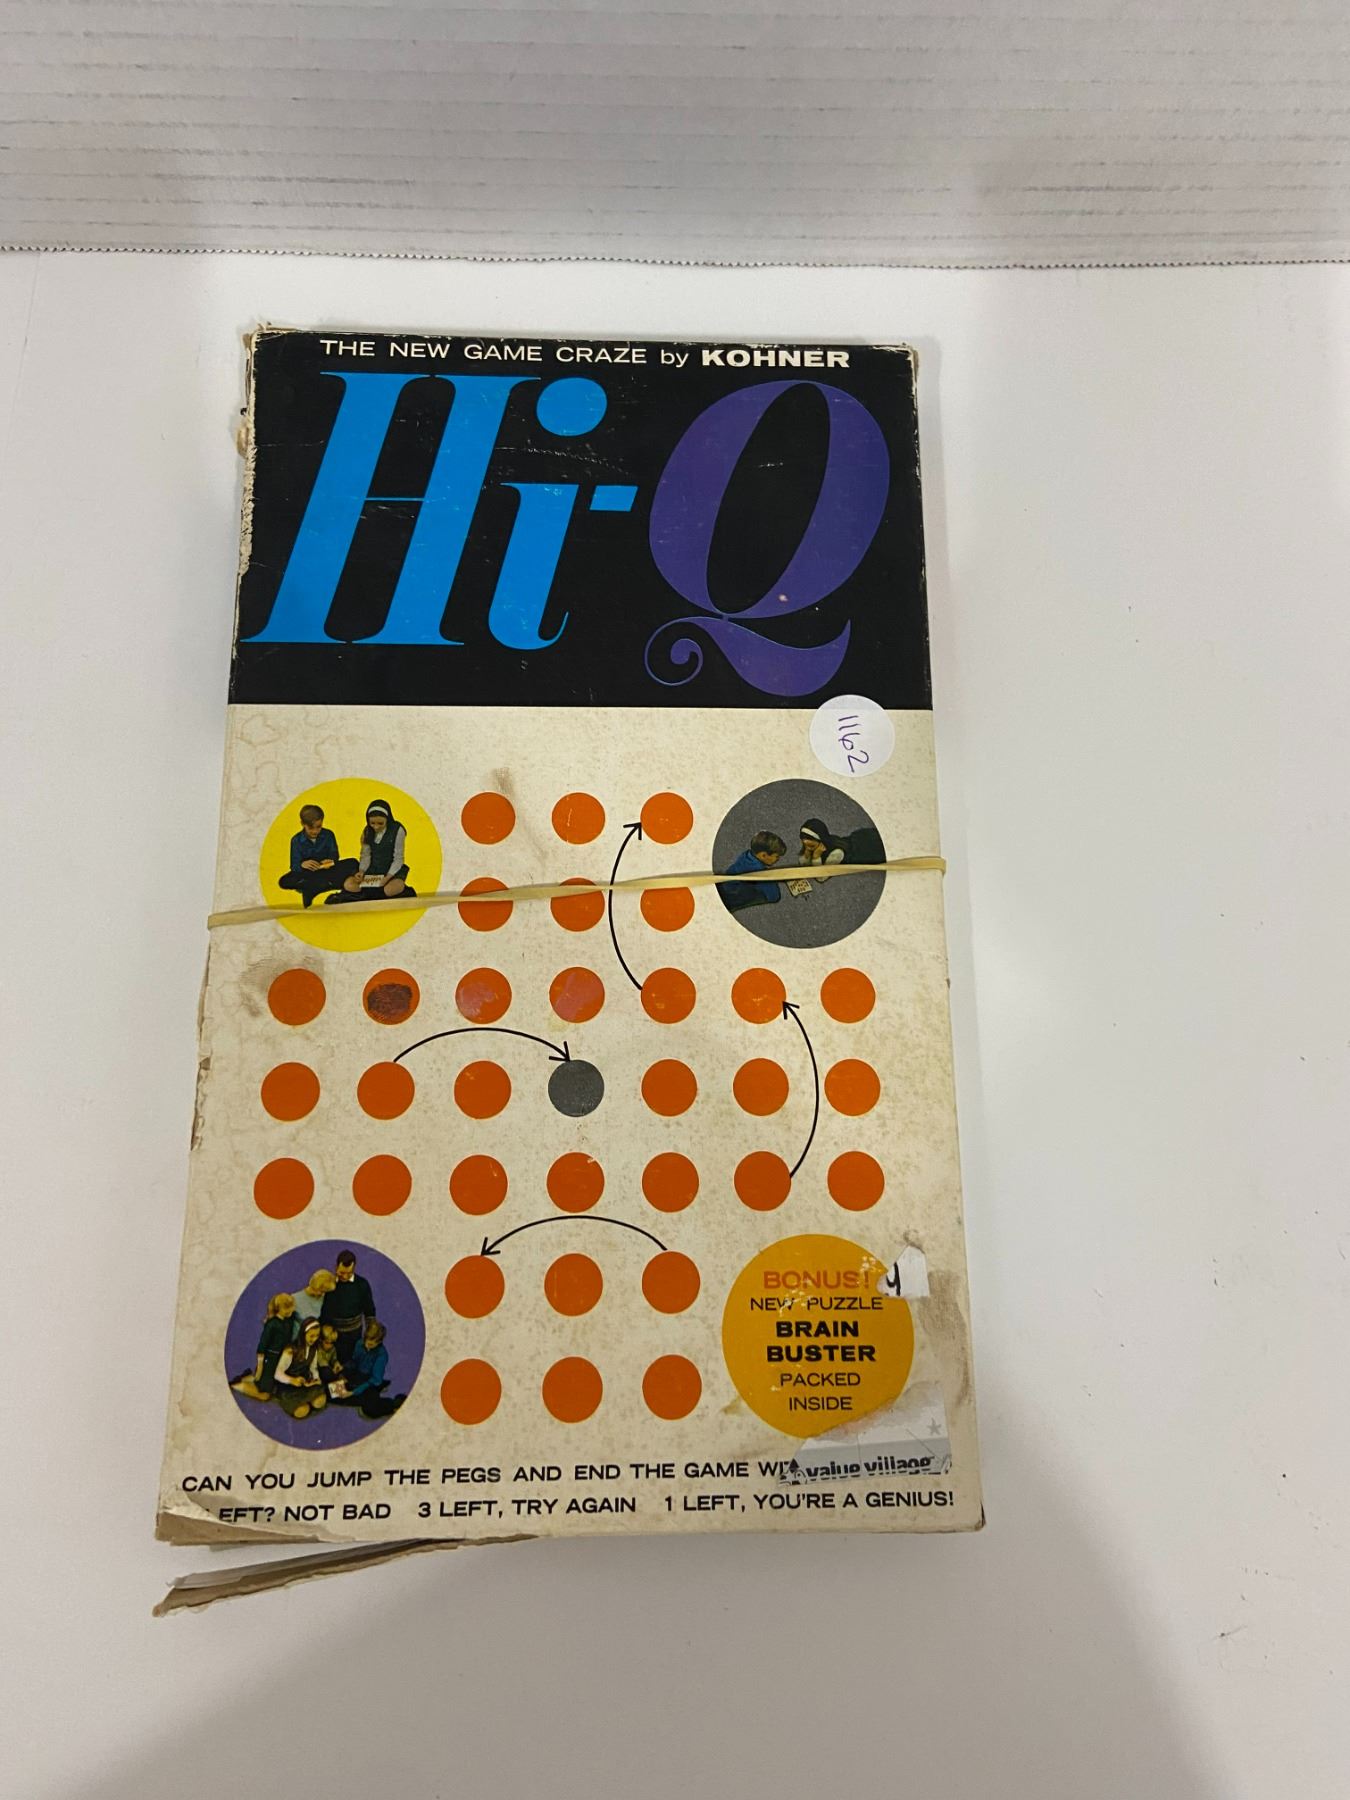 THE NEW GAME CRAZE by KOHNER
Hi-Q
1162
BONUS! 4
NEW PUZZLE
BRAIN
BUSTER
PACKED
INSIDE
value village
CAN YOU JUMP THE PEGS AND END THE GAME
NOT BAD 3 LEFT, TRY AGAIN 1 LEFT, YOU'RE A GENIUS!